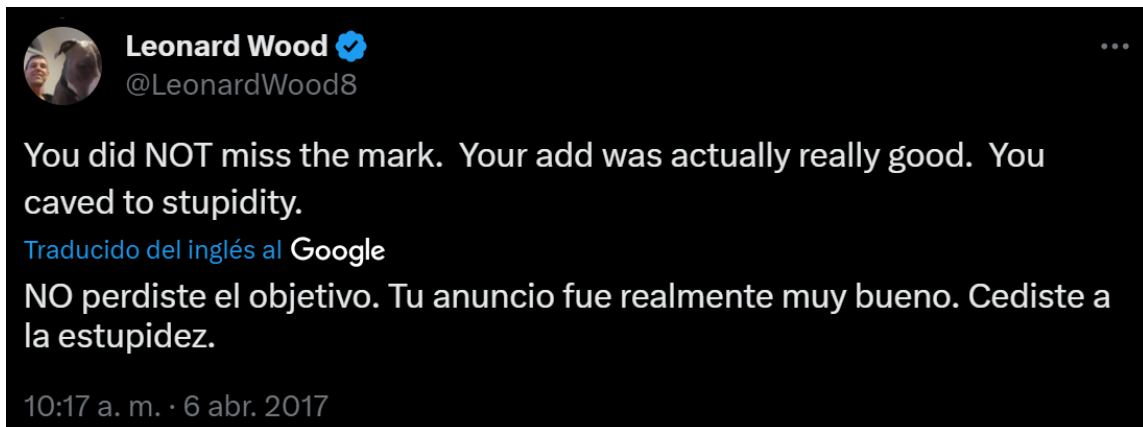 Leonard Wood
@LeonardWood8
You did NOT miss the mark.  Your add was actually really good.  You
caved to stupidity.
Traducido del inglés al Google
NO perdiste el objetivo. Tu anuncio fue realmente muy bueno. Cediste a
la estupidez.
10:17 a. m. · 6 abr. 2017